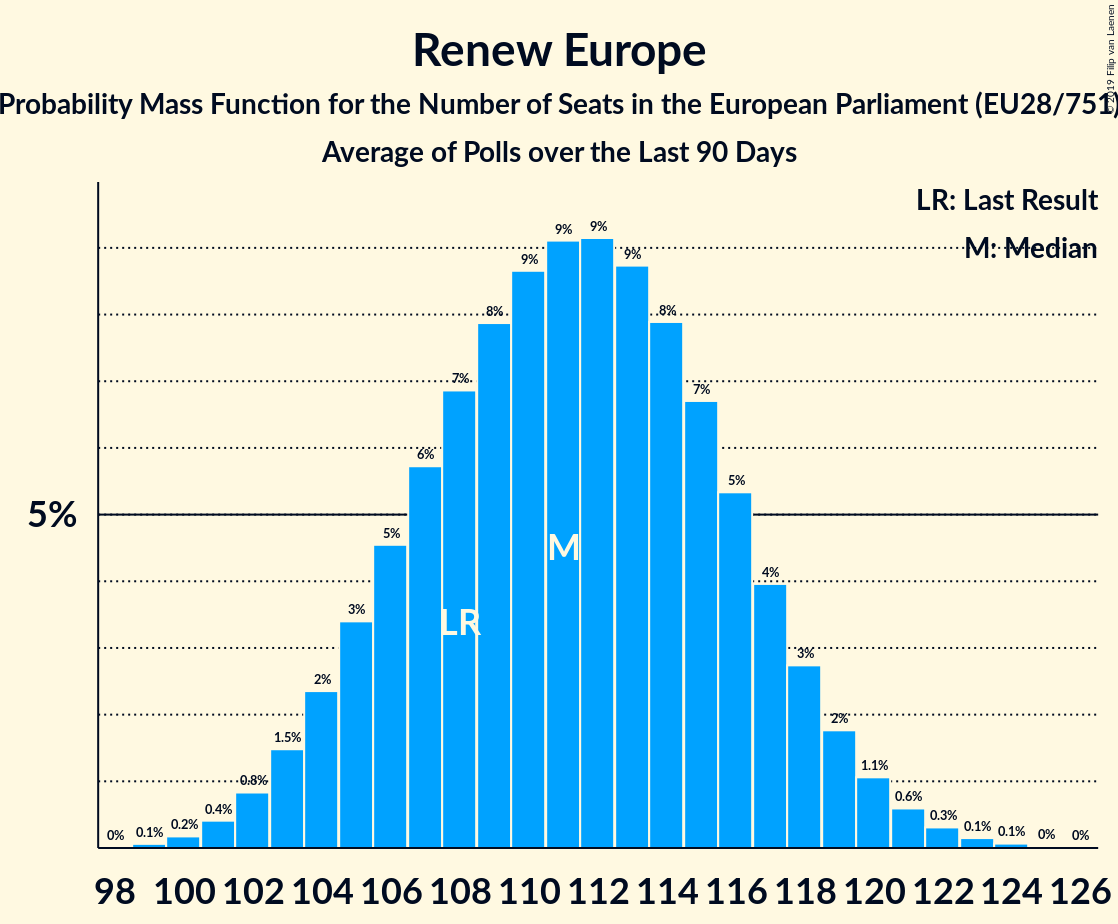 Renew Europe
Probability Mass Function for the Number of Seats in the European Parliament (EU28/751)
Average of Polls over the Last 90 Days
© 2019 Filip van Laenen
LR: Last Result
M: Median
5%
0% 0.1% 0.2% 0.4% 0.8% 1.5% 2% 3% 5% 6% 7% 8% 9% 9% 9% 9% 8% 7% 5% 4% 3% 2% 1.1% 0.6% 0.3% 0.1% 0.1% 0% 0%
M
LR
98 100 102 104 106 108 110 112 114 116 118 120 122 124 126